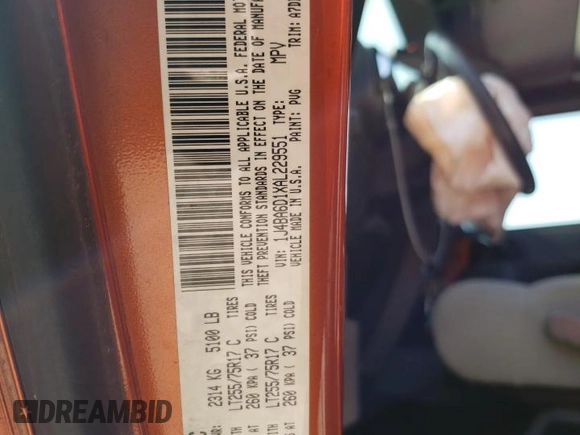 2314 KG 5100 LB
LT255/75R17 C TIRES
260 KPA ( 37 PSI) COLD
LT255/75R17 C TIRES
260 KPA ( 37 PSI) COLD
THIS VEHICLE CONFORMS TO ALL APPLICABLE U.S.A. FEDERAL MOT
THEFT PREVENTION STANDARDS IN EFFECT ON THE DATE OF MANUF
VIN: 1J4BA6D1XAL229551 TYPE: MPV
VEHICLE MADE IN U.S.A. PAINT: PVG TRIM: A7D
DREAMBID